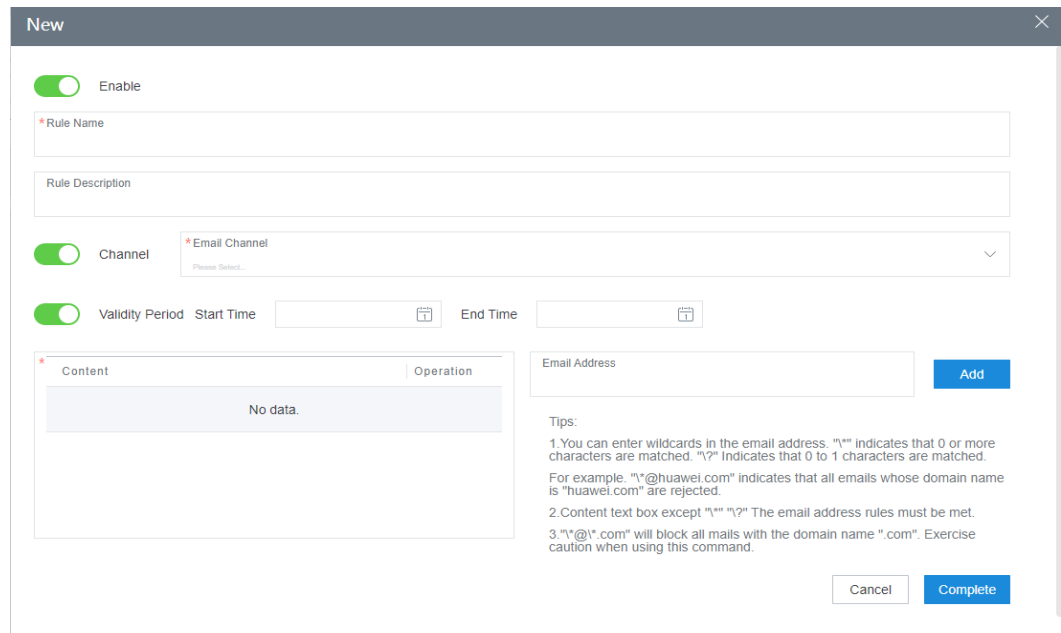 New
Enable
*Rule Name
Rule Description
Channel
*Email Channel
Please Select...
Validity Period Start Time End Time
*
Content Operation
No data.
Email Address
Add
Tips:
1.You can enter wildcards in the email address. "\*" indicates that 0 or more
characters are matched. "\?" Indicates that 0 to 1 characters are matched.
For example. "\*@huawei.com" indicates that all emails whose domain name
is "huawei.com" are rejected.
2.Content text box except "\*" "\?" The email address rules must be met.
3."\*@\*.com" will block all mails with the domain name ".com". Exercise
caution when using this command.
Cancel Complete